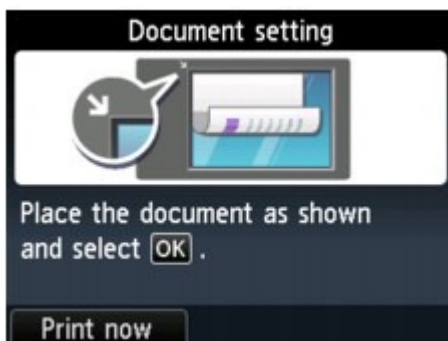 Document setting
Place the document as shown
and select OK .
Print now